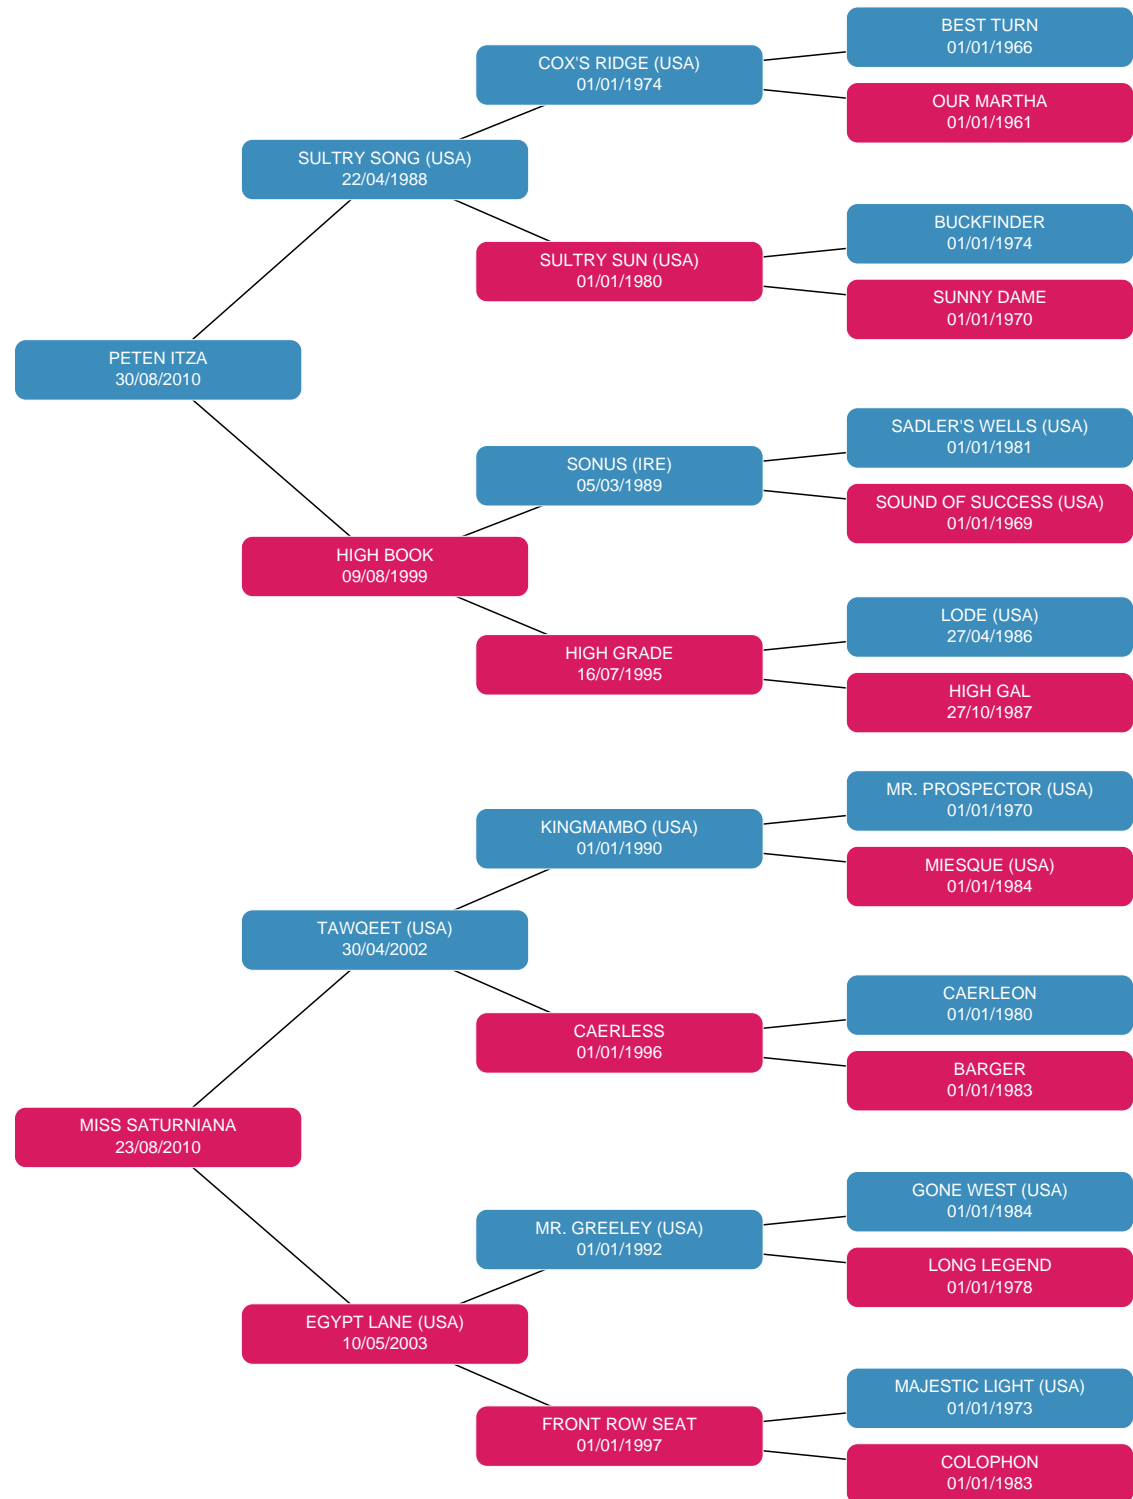 BEST TURN
01/01/1966
COX'S RIDGE (USA)
01/01/1974
OUR MARTHA
01/01/1961
SULTRY SONG (USA)
22/04/1988
BUCKFINDER
01/01/1974
SULTRY SUN (USA)
01/01/1980
SUNNY DAME
01/01/1970
PETEN ITZA
30/08/2010
SADLER'S WELLS (USA)
01/01/1981
SONUS (IRE)
05/03/1989
SOUND OF SUCCESS (USA)
01/01/1969
HIGH BOOK
09/08/1999
LODE (USA)
27/04/1986
HIGH GRADE
16/07/1995
HIGH GAL
27/10/1987
MR. PROSPECTOR (USA)
01/01/1970
KINGMAMBO (USA)
01/01/1990
MIESQUE (USA)
01/01/1984
TAWQEET (USA)
30/04/2002
CAERLEON
01/01/1980
CAERLESS
01/01/1996
BARGER
01/01/1983
MISS SATURNIANA
23/08/2010
GONE WEST (USA)
01/01/1984
MR. GREELEY (USA)
01/01/1992
LONG LEGEND
01/01/1978
EGYPT LANE (USA)
10/05/2003
MAJESTIC LIGHT (USA)
01/01/1973
FRONT ROW SEAT
01/01/1997
COLOPHON
01/01/1983